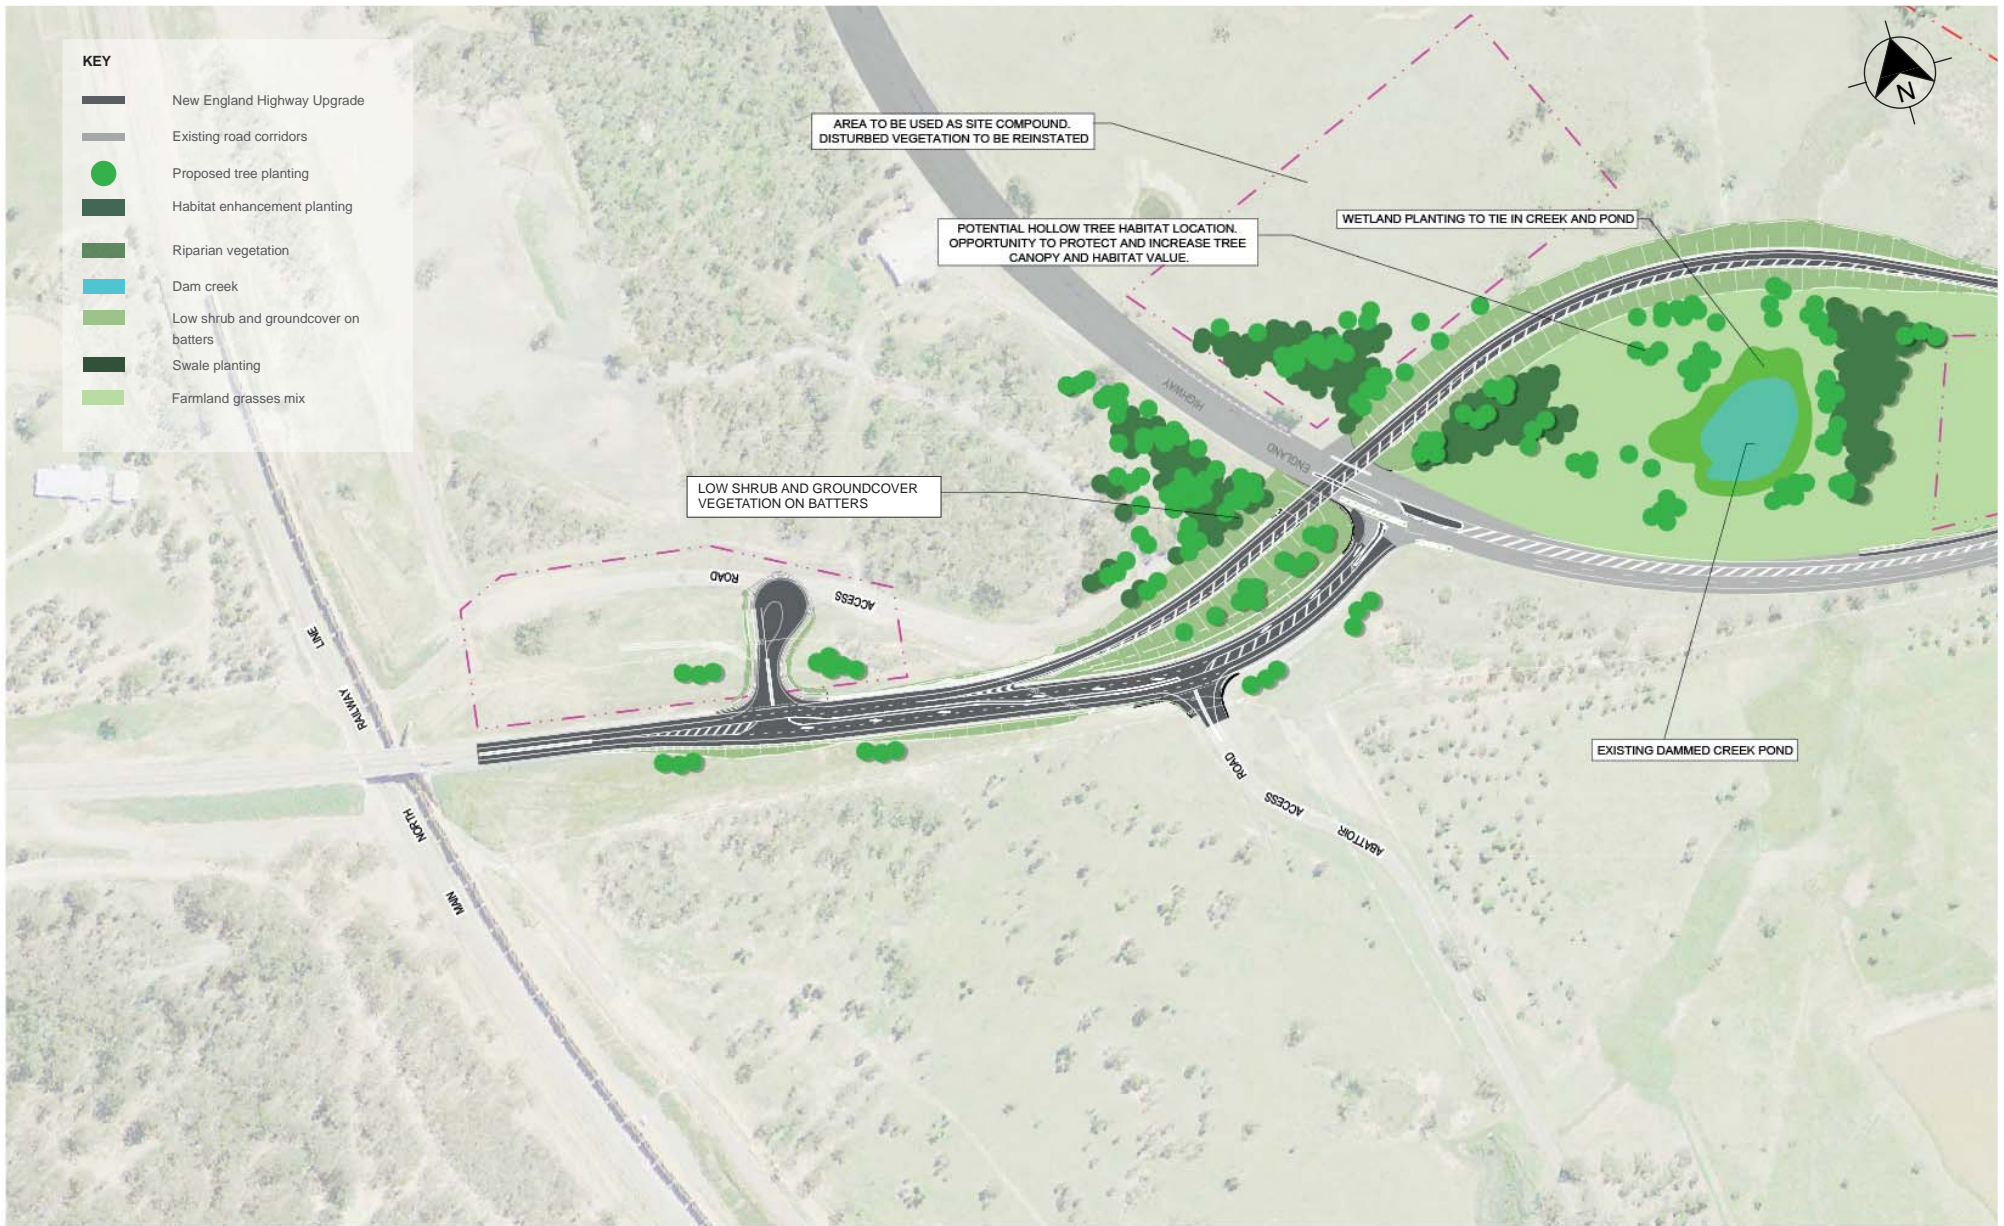 KEY
New England Highway Upgrade
Existing road corridors
Proposed tree planting
Habitat enhancement planting
Riparian vegetation
Dam creek
Low shrub and groundcover on
batters
Swale planting
Farmland grasses mix
N
AREA TO BE USED AS SITE COMPOUND.
DISTURBED VEGETATION TO BE REINSTATED
POTENTIAL HOLLOW TREE HABITAT LOCATION.
OPPORTUNITY TO PROTECT AND INCREASE TREE
CANOPY AND HABITAT VALUE.
WETLAND PLANTING TO TIE IN CREEK AND POND
ENGLAND
HIGHWAY
LOW SHRUB AND GROUNDCOVER
VEGETATION ON BATTERS
ACCESS
ROAD
MAIN
NORTH
RAILWAY
LINE
EXISTING DAMMED CREEK POND
ABATTOIR
ACCESS
ROAD